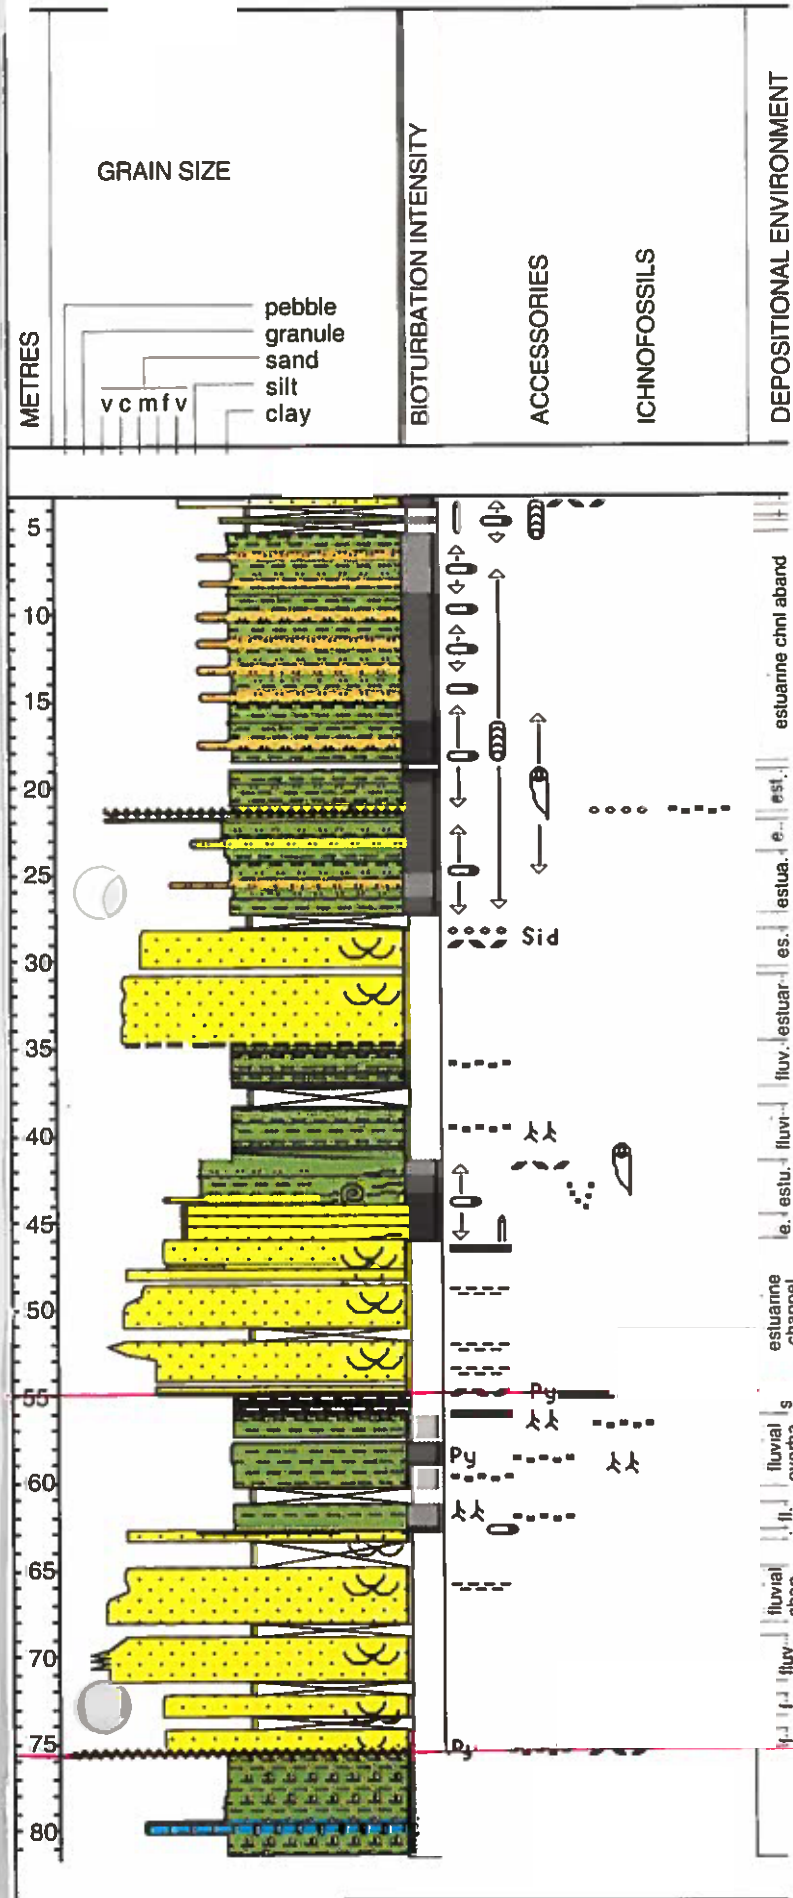 GRAIN SIZE
pebble
granule
sand
silt
clay
v c m f v
METRES
BIOTURBATION INTENSITY
ACCESSORIES
ICHNOFOSSILS
DEPOSITIONAL ENVIRONMENT
5
10
15
20
25
30
35
40
45
50
55
60
65
70
75
80
Sid
Py
Py
Py
estuarine chnl aband
est.
e..
estua.
es.
estuar
fluv.
fluvi
estu.
e.
estuarine
channel
s
fluvial
fl.
fluvial
fluv
f.
f.